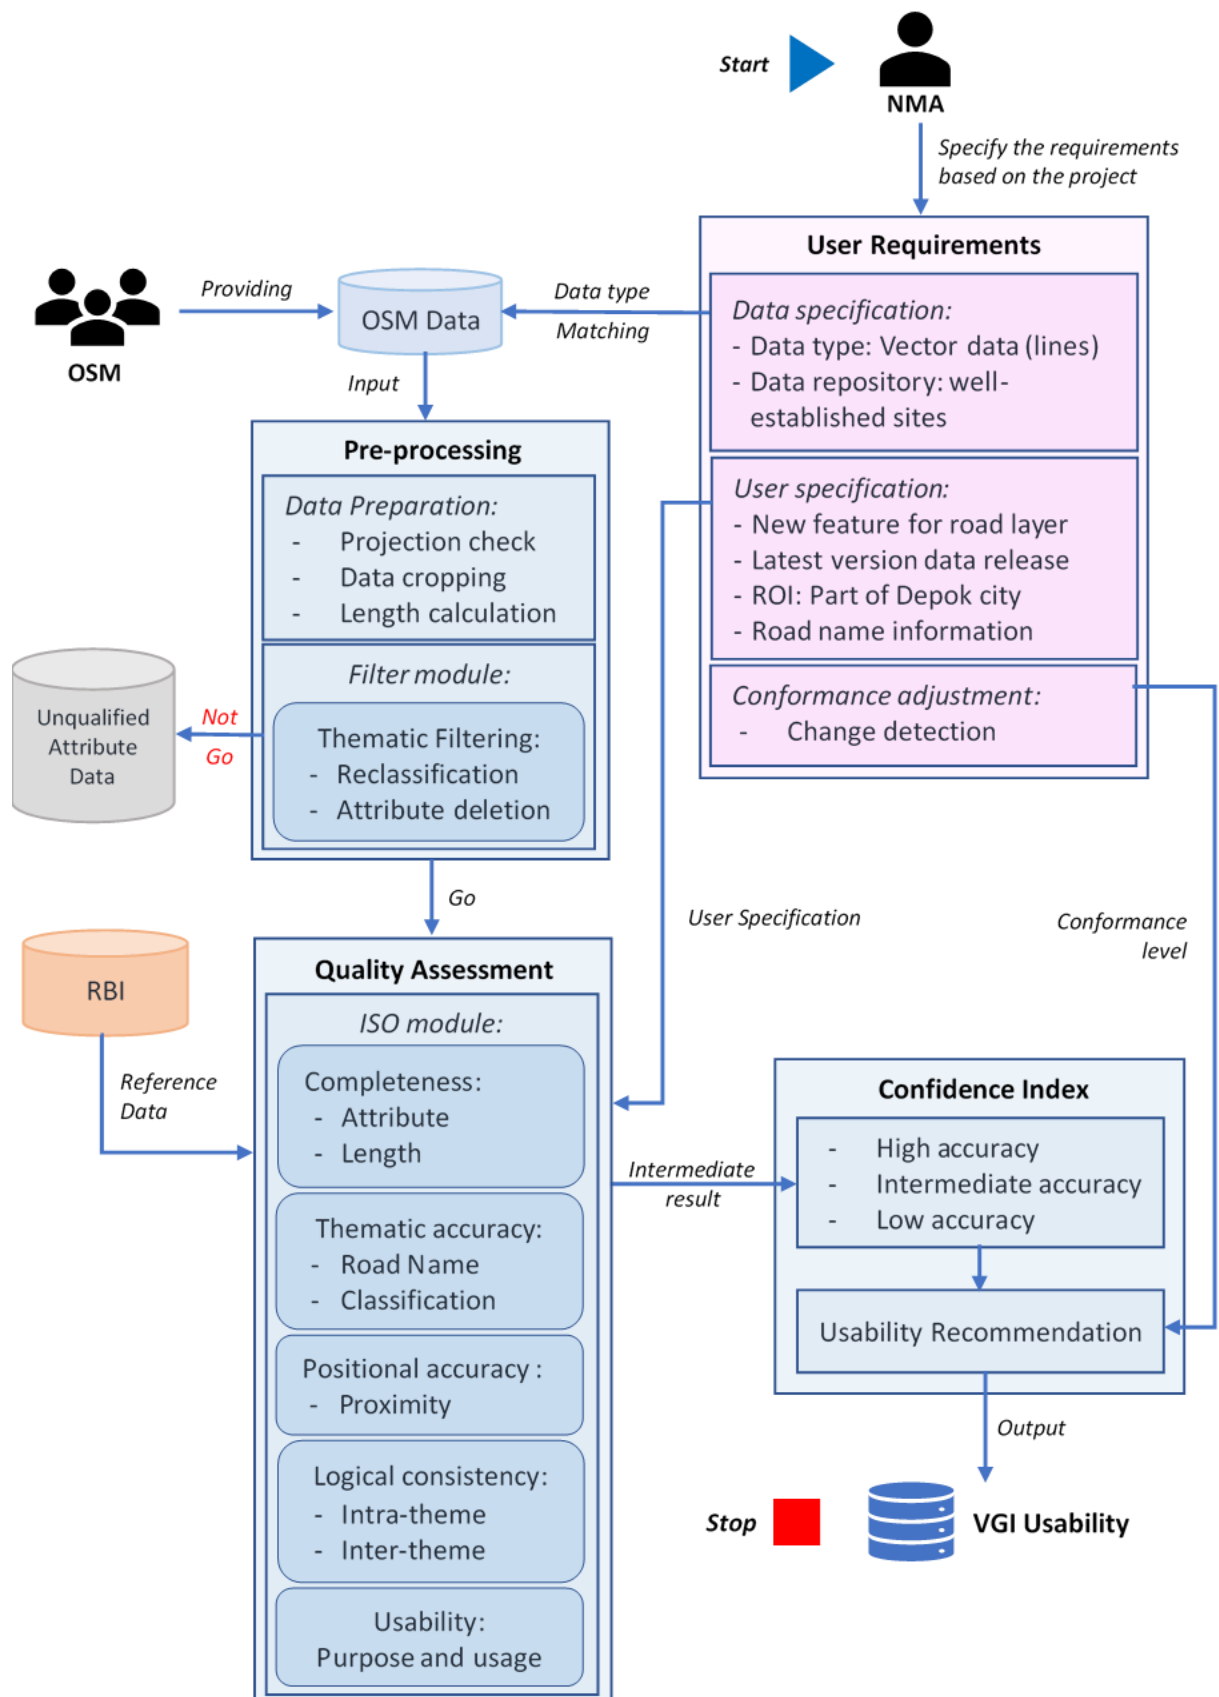 Start
NMA
Specify the requirements
based on the project
User Requirements
Data specification:
- Data type: Vector data (lines)
- Data repository: well-
established sites
User specification:
- New feature for road layer
- Latest version data release
- ROI: Part of Depok city
- Road name information
Conformance adjustment:
- Change detection
OSM
Providing
OSM Data
Data type
Matching
Input
Pre-processing
Data Preparation:
- Projection check
- Data cropping
- Length calculation
Filter module:
Thematic Filtering:
- Reclassification
- Attribute deletion
Not
Go
Unqualified
Attribute
Data
Go
User Specification
Conformance
level
RBI
Reference
Data
Quality Assessment
ISO module:
Completeness:
- Attribute
- Length
Thematic accuracy:
- Road Name
- Classification
Positional accuracy :
- Proximity
Logical consistency:
- Intra-theme
- Inter-theme
Usability:
Purpose and usage
Intermediate
result
Confidence Index
- High accuracy
- Intermediate accuracy
- Low accuracy
Usability Recommendation
Output
Stop
VGI Usability